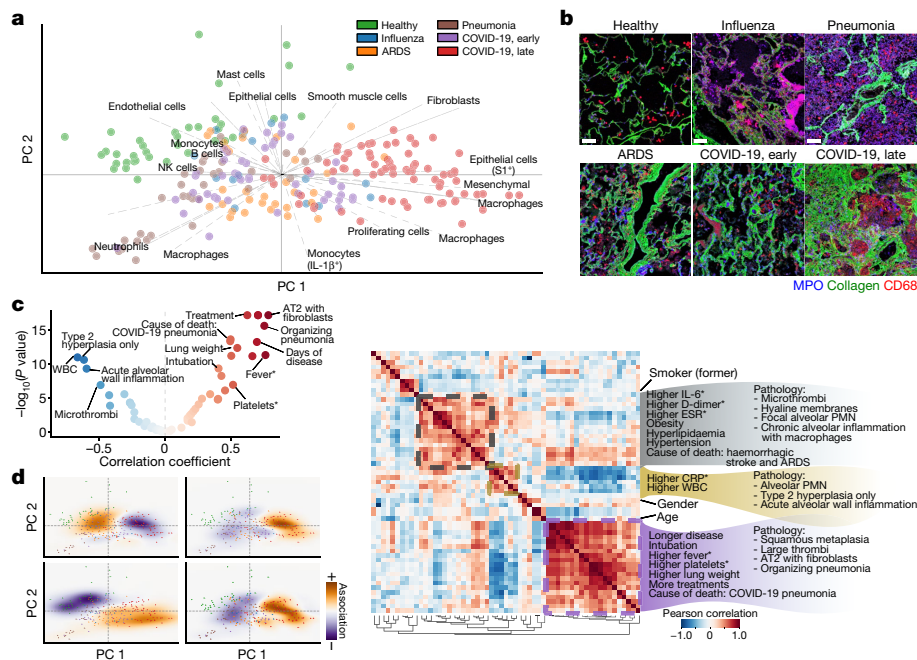 a
Healthy
Influenza
ARDS
Pneumonia
COVID-19, early
COVID-19, late
PC 2
Mast cells
Endothelial cells
Epithelial cells
Smooth muscle cells
Fibroblasts
Monocytes
B cells
NK cells
Epithelial cells
(S1⁺)
Mesenchymal
Macrophages
Neutrophils
Macrophages
Monocytes
(IL-1β⁺)
Proliferating cells
Macrophages
PC 1
b
Healthy
Influenza
Pneumonia
ARDS
COVID-19, early
COVID-19, late
MPO Collagen CD68
c
–log₁₀(P value)
15
10
5
0
Type 2
hyperplasia only
WBC
Acute alveolar
wall inflammation
Microthrombi
Treatment
Cause of death:
COVID-19 pneumonia
Lung weight
Intubation
AT2 with
fibroblasts
Organizing
pneumonia
Days of
disease
Fever*
Platelets*
–0.5
0
0.5
Correlation coefficient
d
PC 2
PC 2
PC 1
PC 1
+
Association
–
Smoker (former)
Higher IL-6*
Higher D-dimer*
Higher ESR*
Obesity
Hyperlipidaemia
Hypertension
Cause of death: haemorrhagic
stroke and ARDS
Pathology:
- Microthrombi
- Hyaline membranes
- Focal alveolar PMN
- Chronic alveolar inflammation
with macrophages
Higher CRP*
Higher WBC
Pathology:
- Alveolar PMN
- Type 2 hyperplasia only
- Acute alveolar wall inflammation
Gender
Age
Longer disease
Intubation
Higher fever*
Higher platelets*
Higher lung weight
More treatments
Cause of death: COVID-19 pneumonia
Pathology:
- Squamous metaplasia
- Large thrombi
- AT2 with fibroblasts
- Organizing pneumonia
Pearson correlation
–1.0
0
1.0